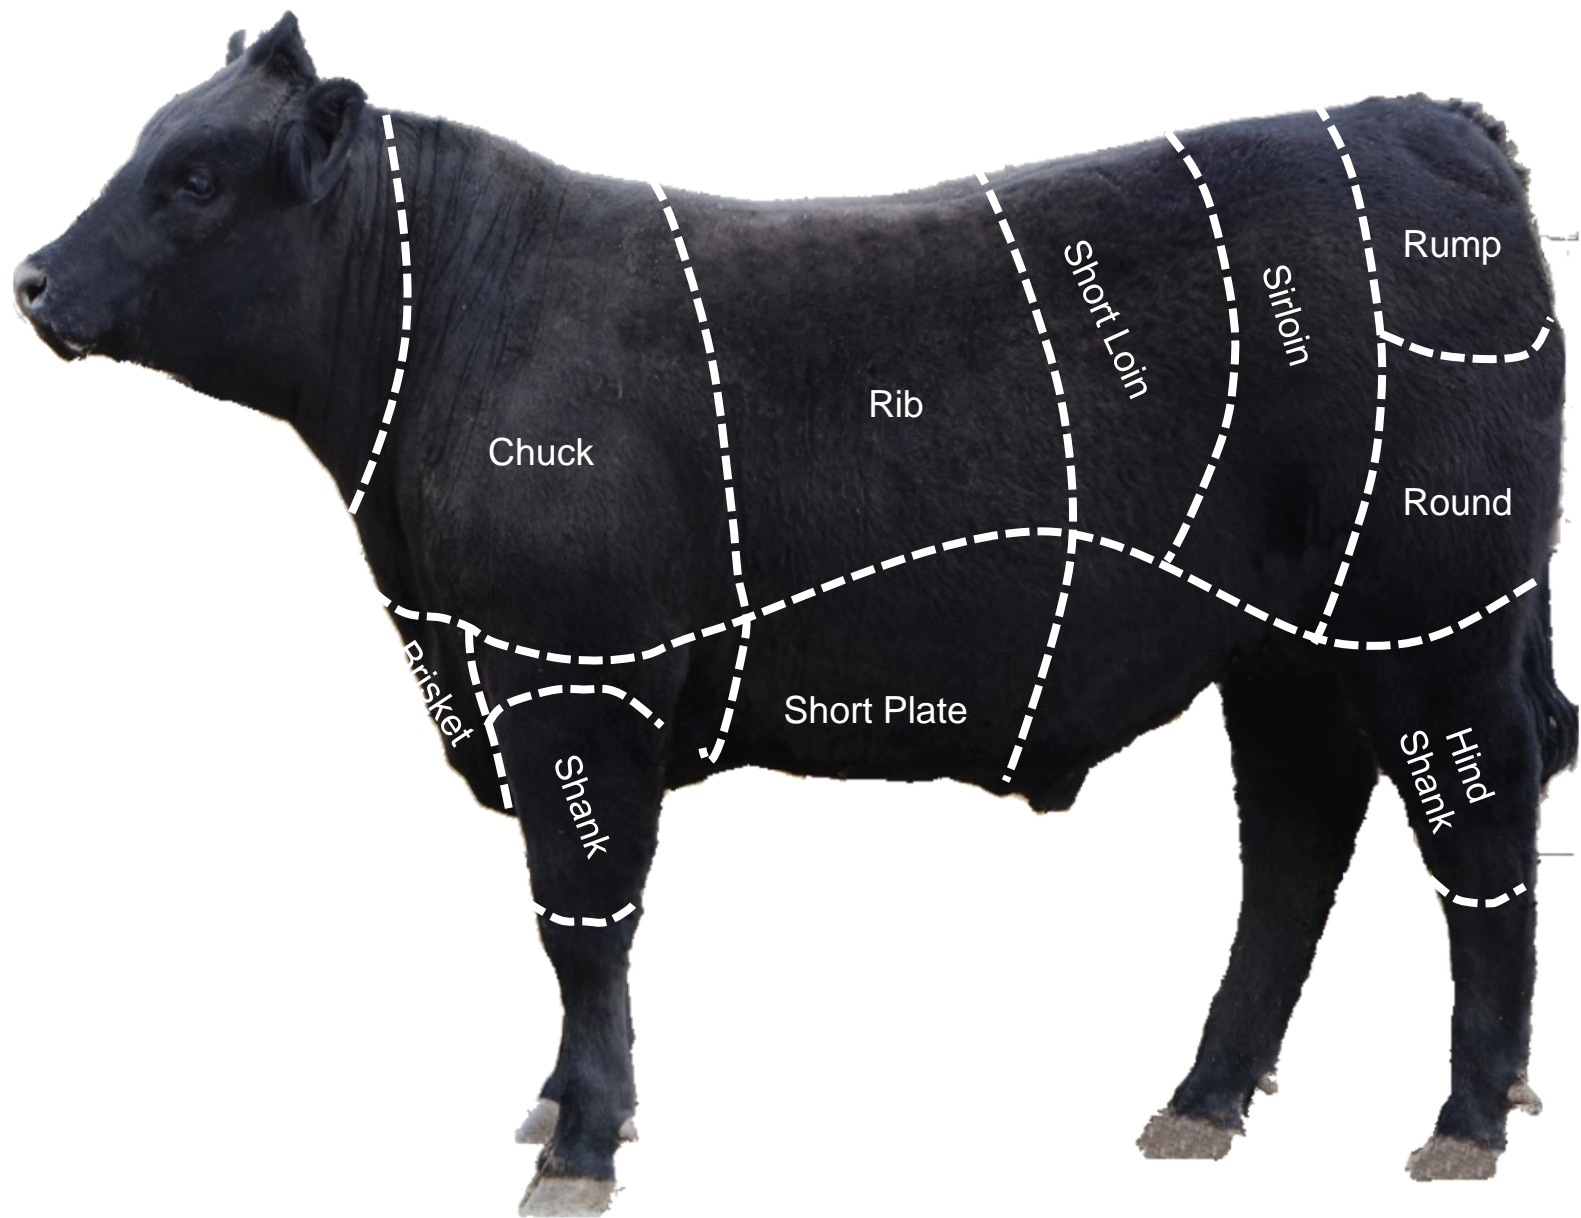 Rump
Short Loin
Sirloin
Rib
Chuck
Round
Brisket
Short Plate
Shank
Hind
Shank